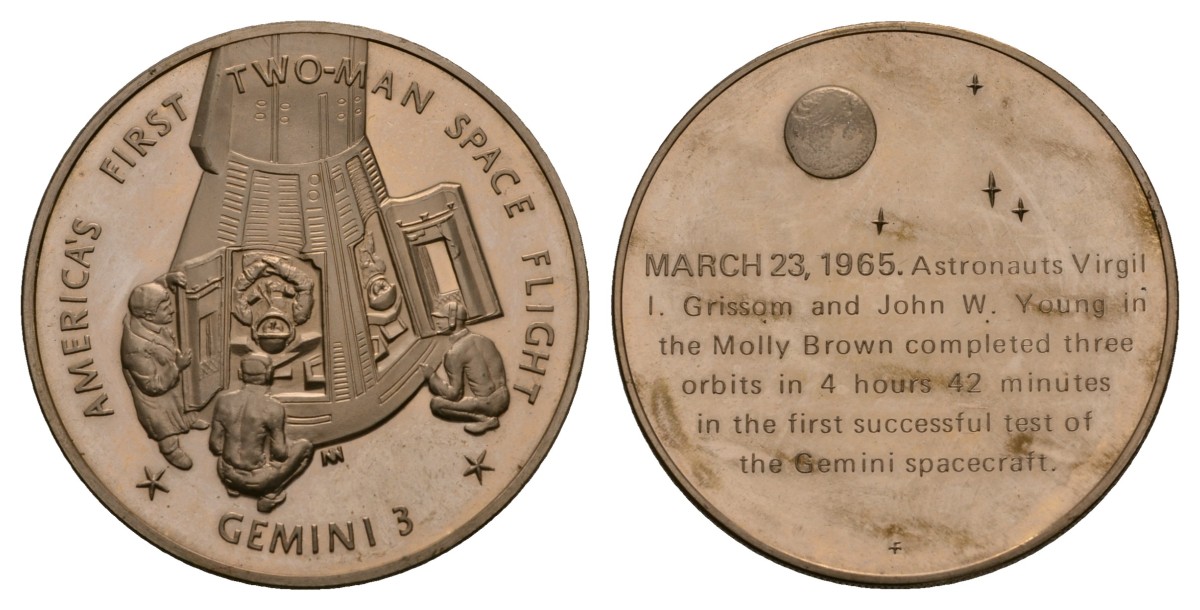 AMERICA'S FIRST TWO-MAN SPACE FLIGHT
GEMINI 3
MARCH 23, 1965. Astronauts Virgil
I. Grissom and John W. Young in
the Molly Brown completed three
orbits in 4 hours 42 minutes
in the first successful test of
the Gemini spacecraft.